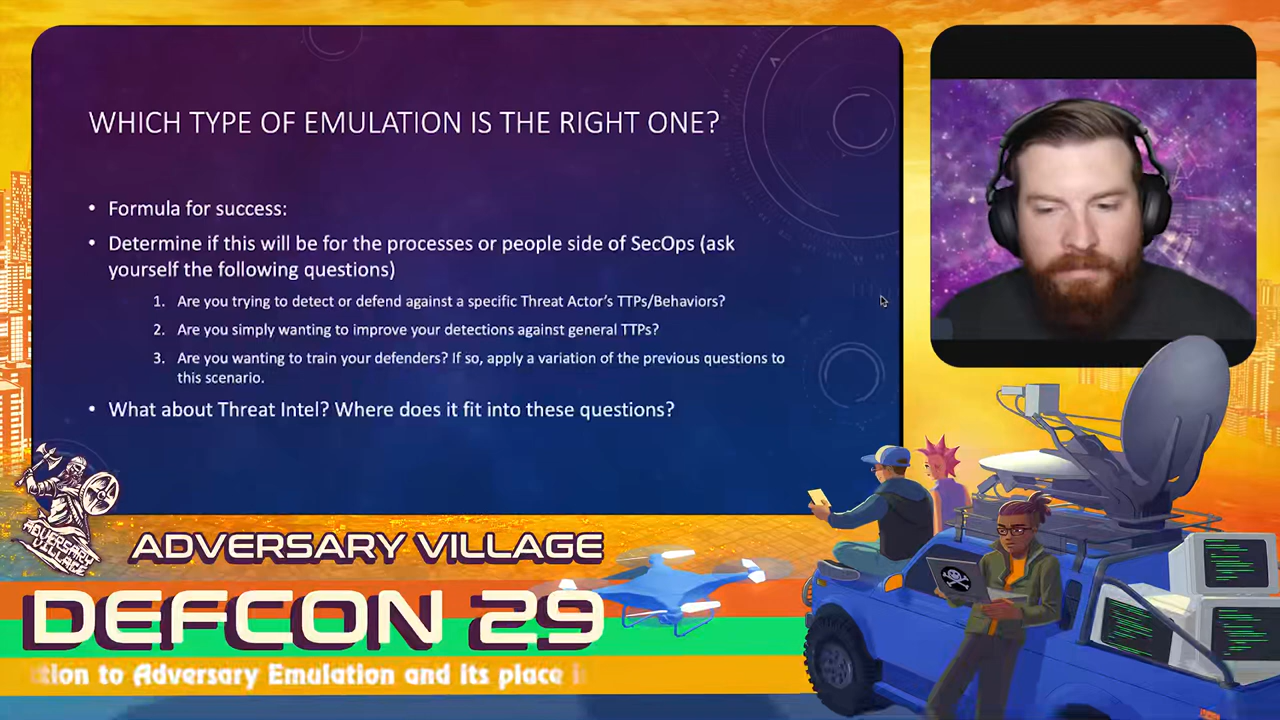 WHICH TYPE OF EMULATION IS THE RIGHT ONE?
• Formula for success:
• Determine if this will be for the processes or people side of SecOps (ask
yourself the following questions)
1. Are you trying to detect or defend against a specific Threat Actor's TTPs/Behaviors?
2. Are you simply wanting to improve your detections against general TTPs?
3. Are you wanting to train your defenders? If so, apply a variation of the previous questions to
this scenario.
• What about Threat Intel? Where does it fit into these questions?
ADVERSARY
VILLAGE
ADVERSARY VILLAGE
DEFCON 29
tion to Adversary Emulation and Its place i